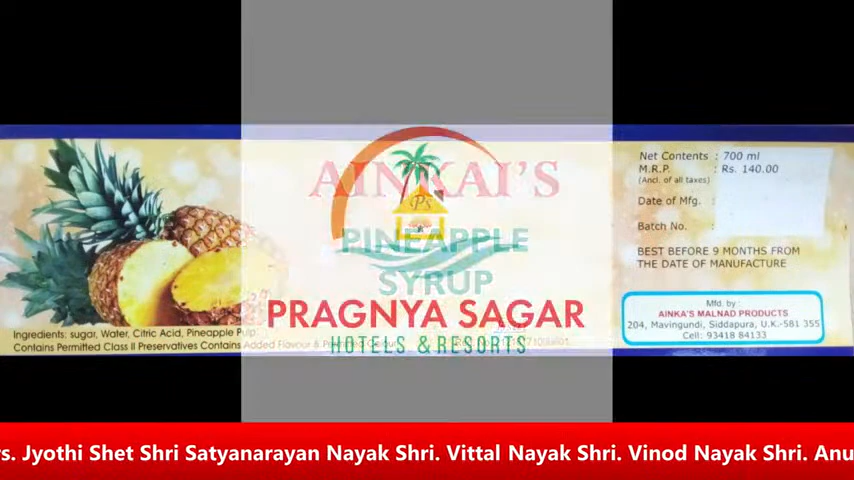 AINKAI'S
PINEAPPLE
SYRUP
Ps
PRAGNYA SAGAR
HOTELS & RESORTS
Ingredients: sugar, Water, Citric Acid, Pineapple Pulp.
Contains Permitted Class II Preservatives Contains Added Flavour &
Net Contents : 700 ml
M.R.P. : Rs. 140.00
(Ancl. of all taxes)
Date of Mfg. :
Batch No. :
BEST BEFORE 9 MONTHS FROM
THE DATE OF MANUFACTURE
Mfd. by :
AINKA'S MALNAD PRODUCTS
204, Mavingundi, Siddapura, U.K.-581 355
Cell: 93418 84133
rs. Jyothi Shet Shri Satyanarayan Nayak Shri. Vittal Nayak Shri. Vinod Nayak Shri. Anu